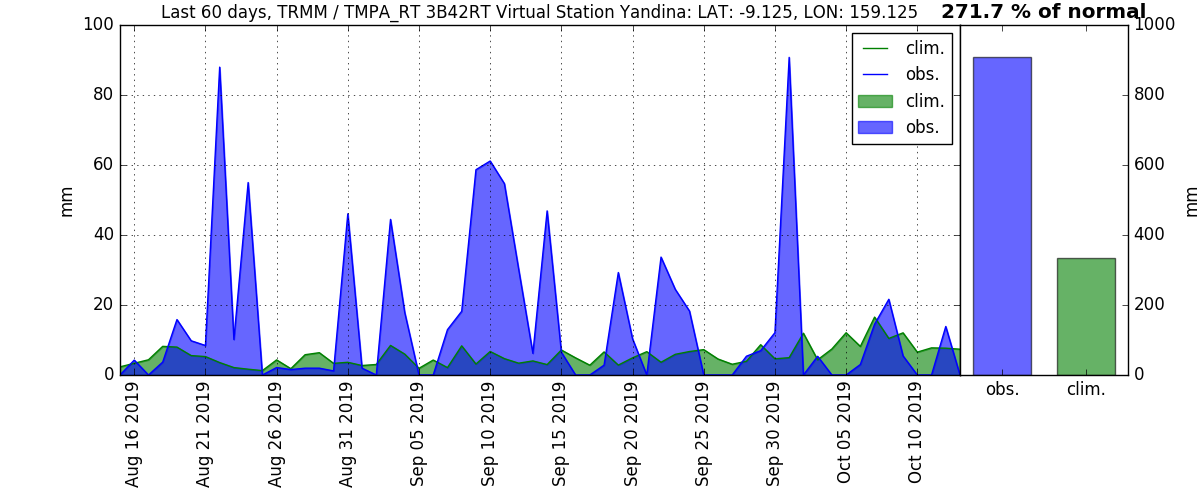 Last 60 days, TRMM / TMPA_RT 3B42RT Virtual Station Yandina: LAT: -9.125, LON: 159.125
271.7 % of normal
100
80
60
40
20
0
mm
clim.
obs.
clim.
obs.
1000
800
600
400
200
0
mm
Aug 16 2019
Aug 21 2019
Aug 26 2019
Aug 31 2019
Sep 05 2019
Sep 10 2019
Sep 15 2019
Sep 20 2019
Sep 25 2019
Sep 30 2019
Oct 05 2019
Oct 10 2019
obs.
clim.